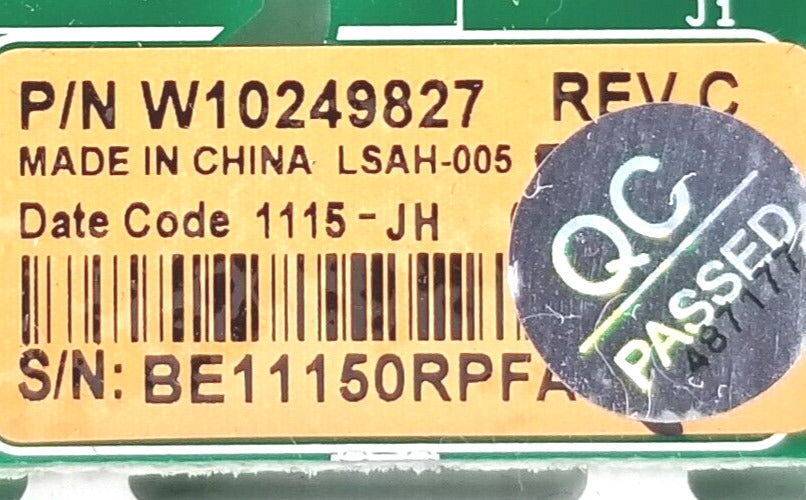 J1
P/N W10249827 REV C
MADE IN CHINA LSAH-005
Date Code 1115-JH
S/N: BE11150RPFA
QC
PASSED
487177